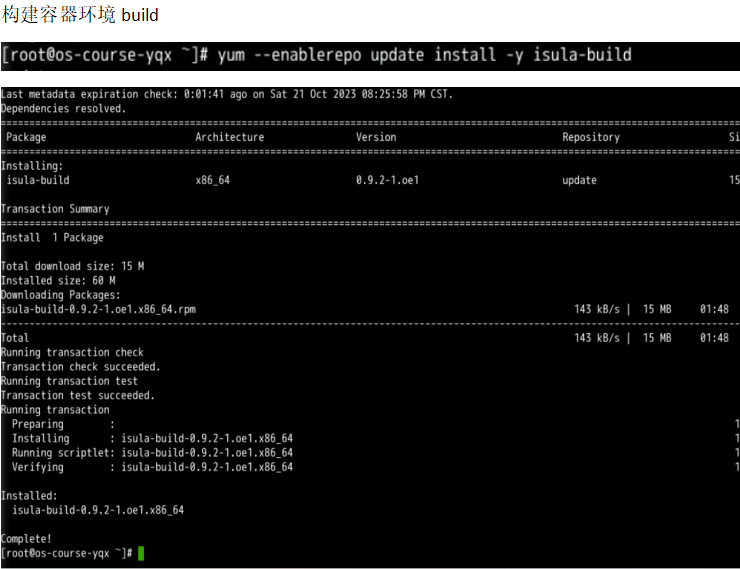 构建容器环境 build
[root@os-course-yqx ~]# yum --enablerepo update install -y isula-build
Last metadata expiration check: 0:01:41 ago on Sat 21 Oct 2023 08:25:58 PM CST.
Dependencies resolved.
Package Architecture Version Repository Si
Installing:
isula-build x86_64 0.9.2-1.oe1 update 15
Transaction Summary
Install 1 Package
Total download size: 15 M
Installed size: 60 M
Downloading Packages:
isula-build-0.9.2-1.oe1.x86_64.rpm 143 kB/s | 15 MB 01:48
Total 143 kB/s | 15 MB 01:48
Running transaction check
Transaction check succeeded.
Running transaction test
Transaction test succeeded.
Running transaction
Preparing : 1
Installing : isula-build-0.9.2-1.oe1.x86_64 1
Running scriptlet: isula-build-0.9.2-1.oe1.x86_64 1
Verifying : isula-build-0.9.2-1.oe1.x86_64 1
Installed:
isula-build-0.9.2-1.oe1.x86_64
Complete!
[root@os-course-yqx ~]#